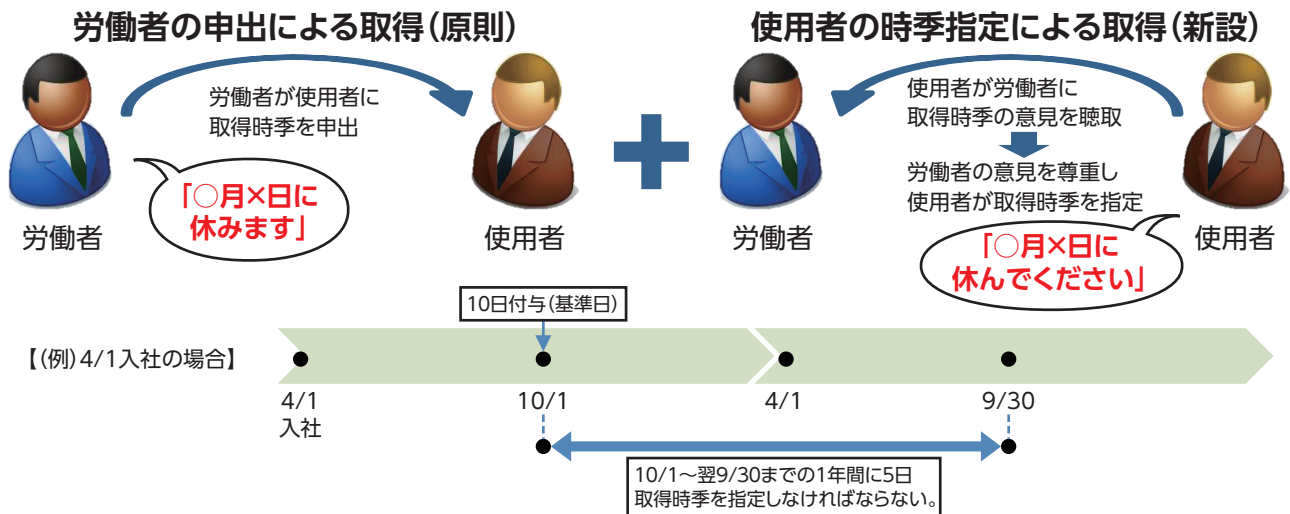 労働者の申出による取得(原則)
労働者が使用者に
取得時季を申出
「○月×日に
休みます」
労働者
使用者
使用者の時季指定による取得(新設)
使用者が労働者に
取得時季の意見を聴取
労働者の意見を尊重し
使用者が取得時季を指定
「○月×日に
休んでください」
労働者
使用者
10日付与(基準日)
【(例)4/1入社の場合】
4/1
入社
10/1
4/1
9/30
10/1~翌9/30までの1年間に5日
取得時季を指定しなければならない。